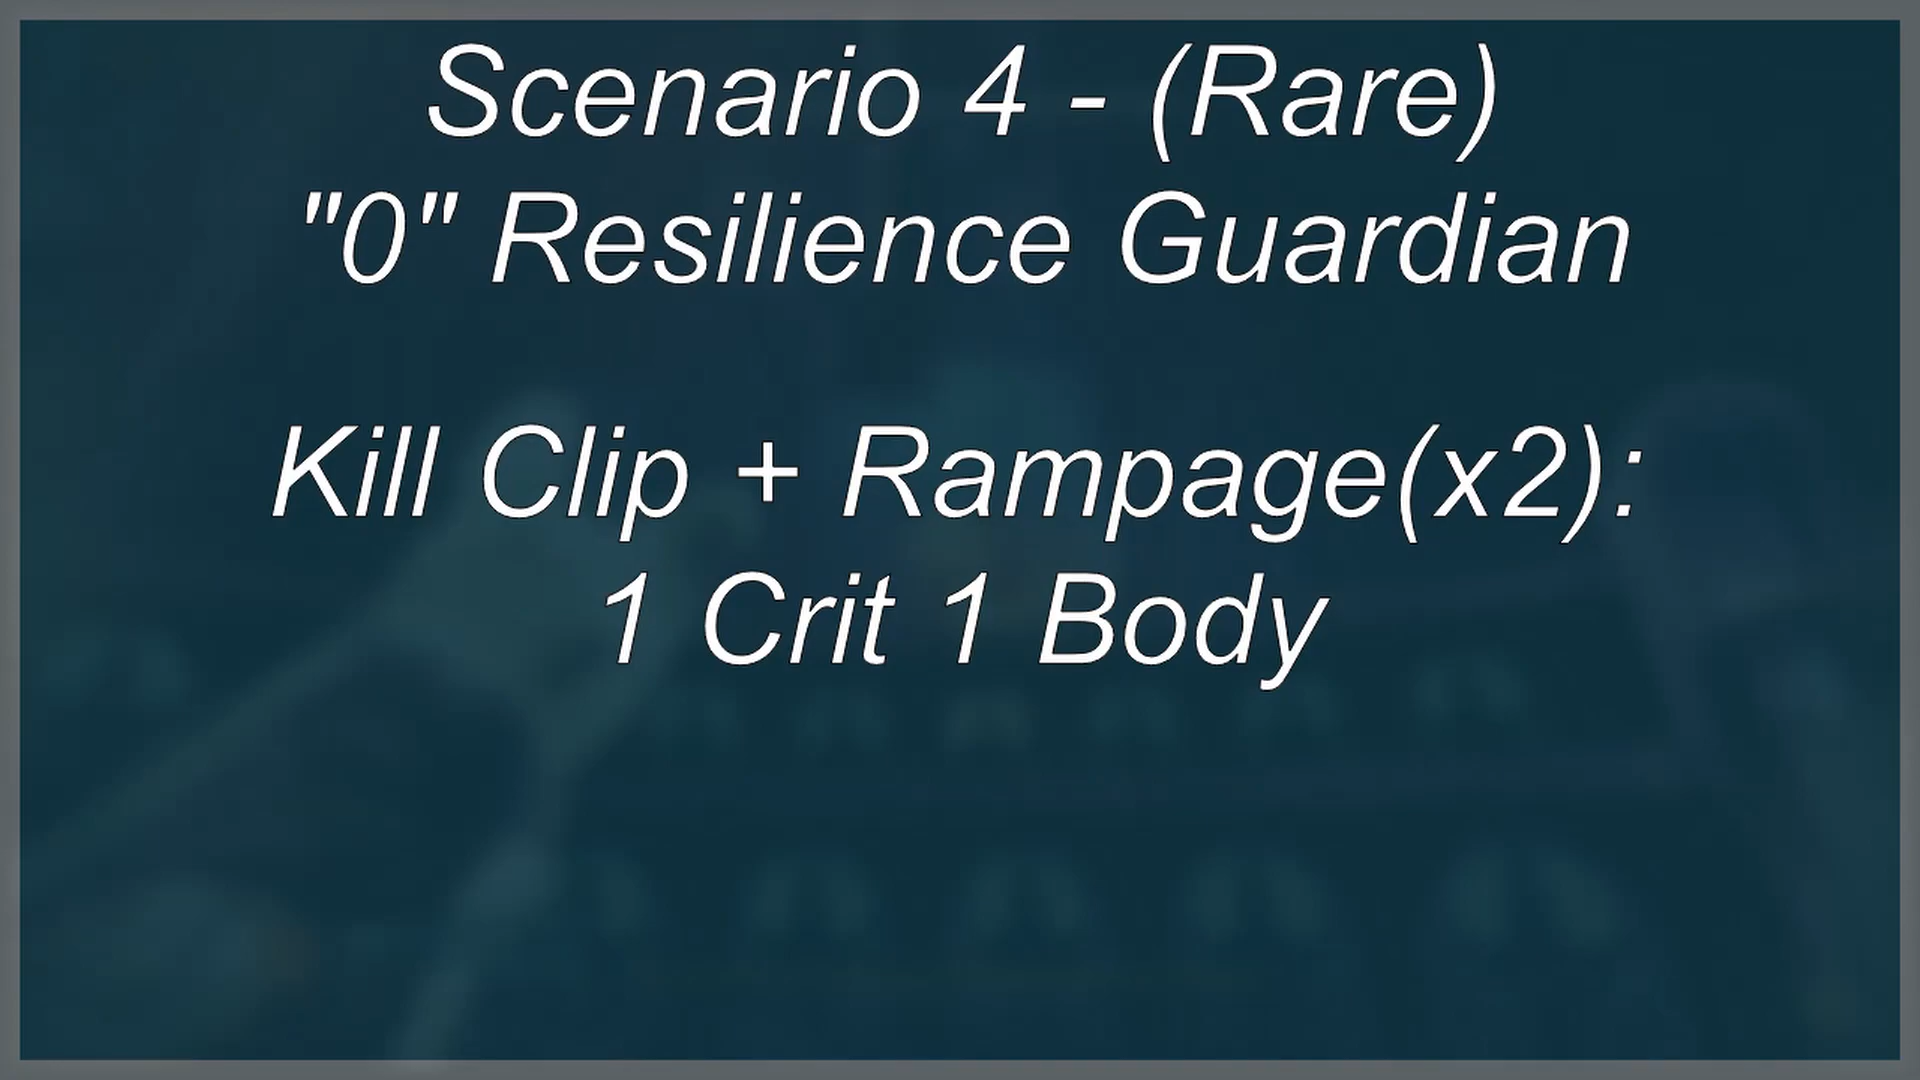 Scenario 4 - (Rare)
"0" Resilience Guardian
Kill Clip + Rampage(x2):
1 Crit 1 Body